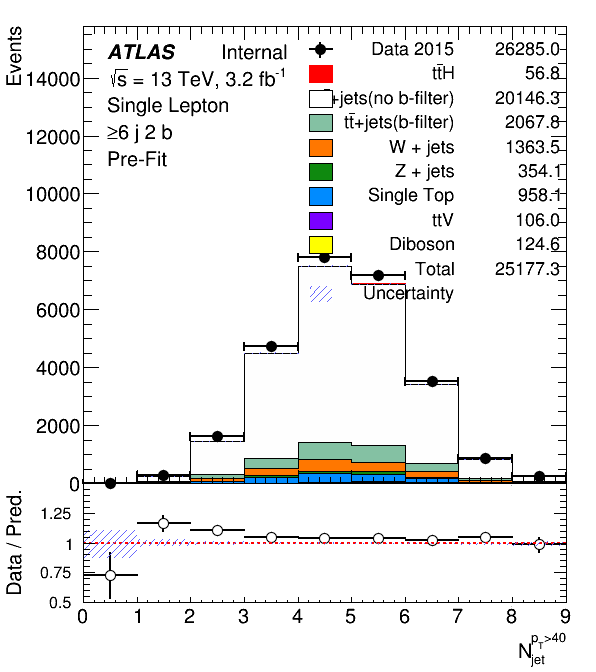 Events
ATLAS Internal
√s = 13 TeV, 3.2 fb⁻¹
Single Lepton
≥6 j 2 b
Pre-Fit
Data 2015 26285.0
tt̄H 56.8
+jets(no b-filter) 20146.3
tt̄+jets(b-filter) 2067.8
W + jets 1363.5
Z + jets 354.1
Single Top 958.1
ttV 106.0
Diboson 124.6
Total 25177.3
Uncertainty
14000
12000
10000
8000
6000
4000
2000
0
Data / Pred.
1.25
1
0.75
0.5
0 1 2 3 4 5 6 7 8 9
N_jet^{p_T>40}